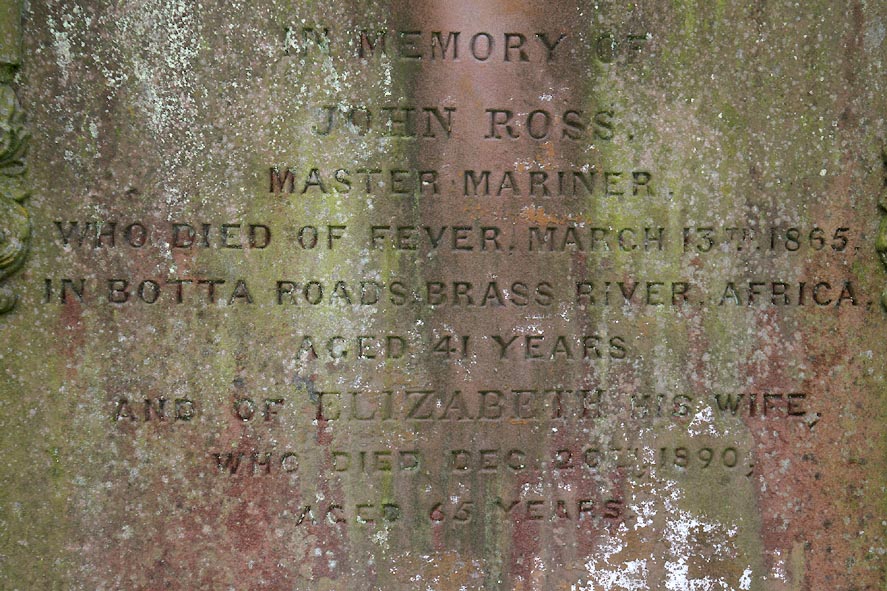 IN MEMORY OF
JOHN ROSS.
MASTER MARINER.
WHO DIED OF FEVER, MARCH 13TH, 1865.
IN BOTTA ROADS, BRASS RIVER, AFRICA.
AGED 41 YEARS
AND OF ELIZABETH HIS WIFE,
WHO DIED DEC. 20TH, 1890,
AGED 65 YEARS.